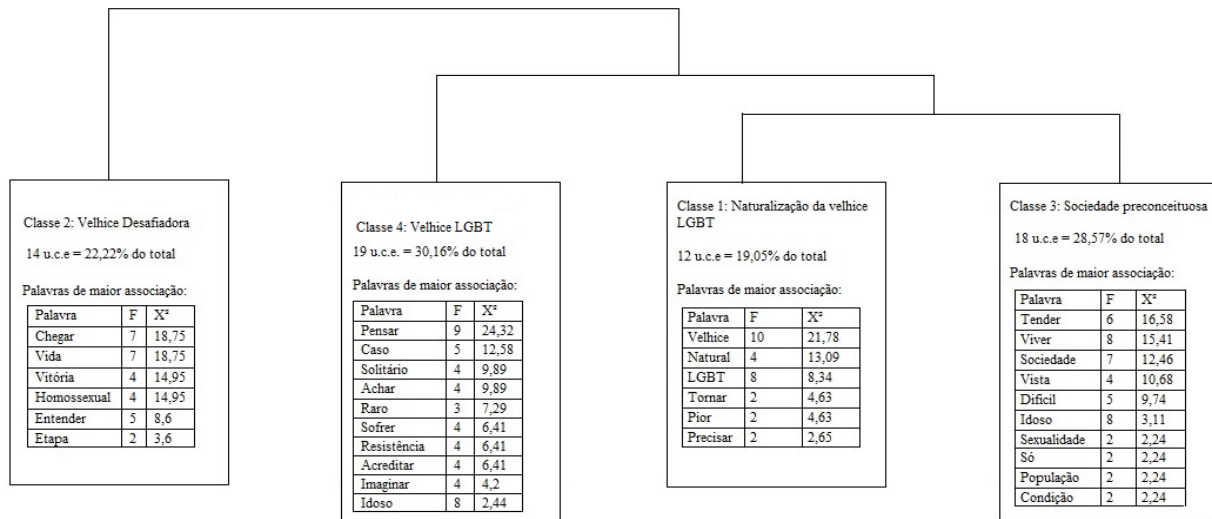 Classe 2: Velhice Desafiadora
14 u.c.e = 22,22% do total
Palavras de maior associação:
Palavra F X²
Chegar 7 18,75
Vida 7 18,75
Vitória 4 14,95
Homossexual 4 14,95
Entender 5 8,6
Etapa 2 3,6
Classe 4: Velhice LGBT
19 u.c.e. = 30,16% do total
Palavras de maior associação:
Palavra F X²
Pensar 9 24,32
Caso 5 12,58
Solitário 4 9,89
Achar 4 9,89
Raro 3 7,29
Sofrer 4 6,41
Resistência 4 6,41
Acreditar 4 6,41
Imaginar 4 4,2
Idoso 8 2,44
Classe 1: Naturalização da velhice
LGBT
12 u.c.e = 19,05% do total
Palavras de maior associação:
Palavra F X²
Velhice 10 21,78
Natural 4 13,09
LGBT 8 8,34
Tornar 2 4,63
Pior 2 4,63
Precisar 2 2,65
Classe 3: Sociedade preconceituosa
18 u.c.e = 28,57% do total
Palavras de maior associação:
Palavra F X²
Tender 6 16,58
Viver 8 15,41
Sociedade 7 12,46
Vista 4 10,68
Dificil 5 9,74
Idoso 8 3,11
Sexualidade 2 2,24
Só 2 2,24
População 2 2,24
Condição 2 2,24